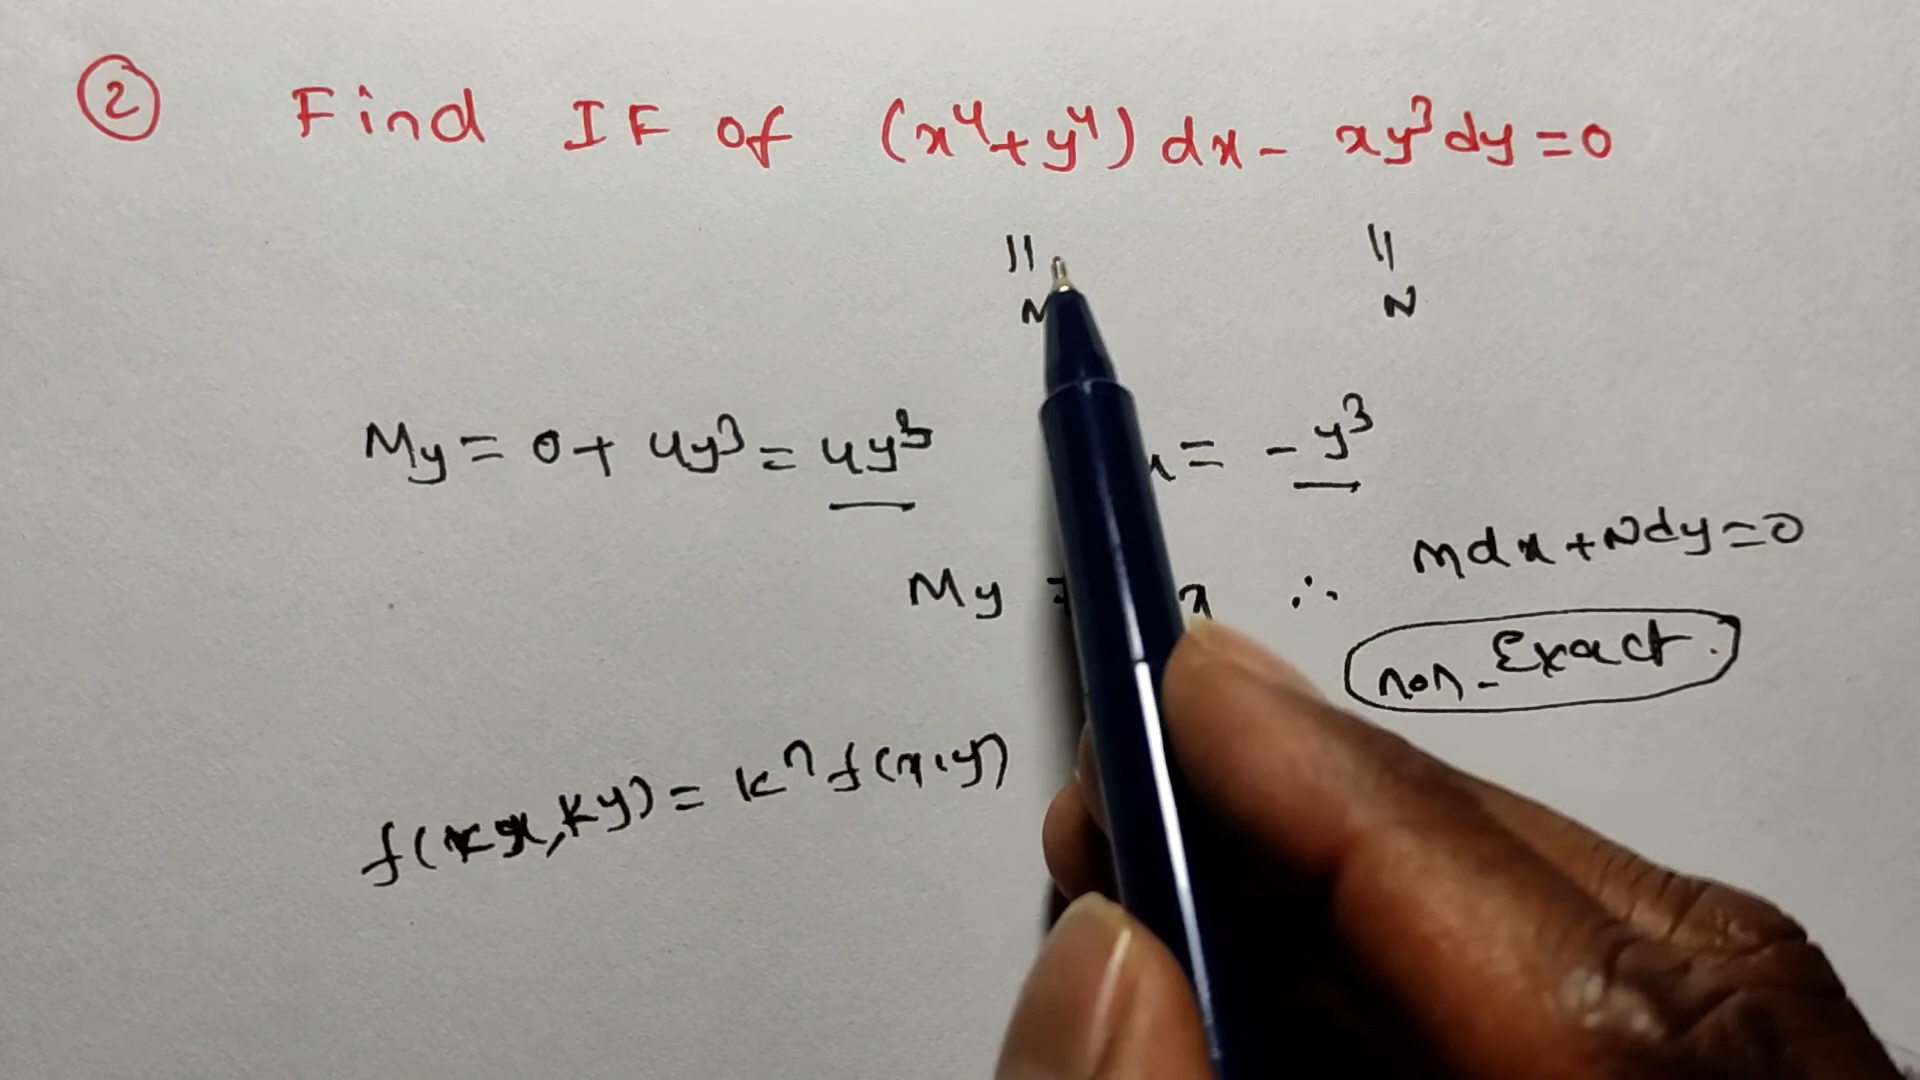 ② Find IF of (x⁴+y⁴)dx - xy³dy=0
|| ||
N
My = 0 + 4y³ = 4y³ = -y³
Mdx+Ndy=0
My x ∴
non-Exact.
f(kx,ky) = kⁿf(x,y)